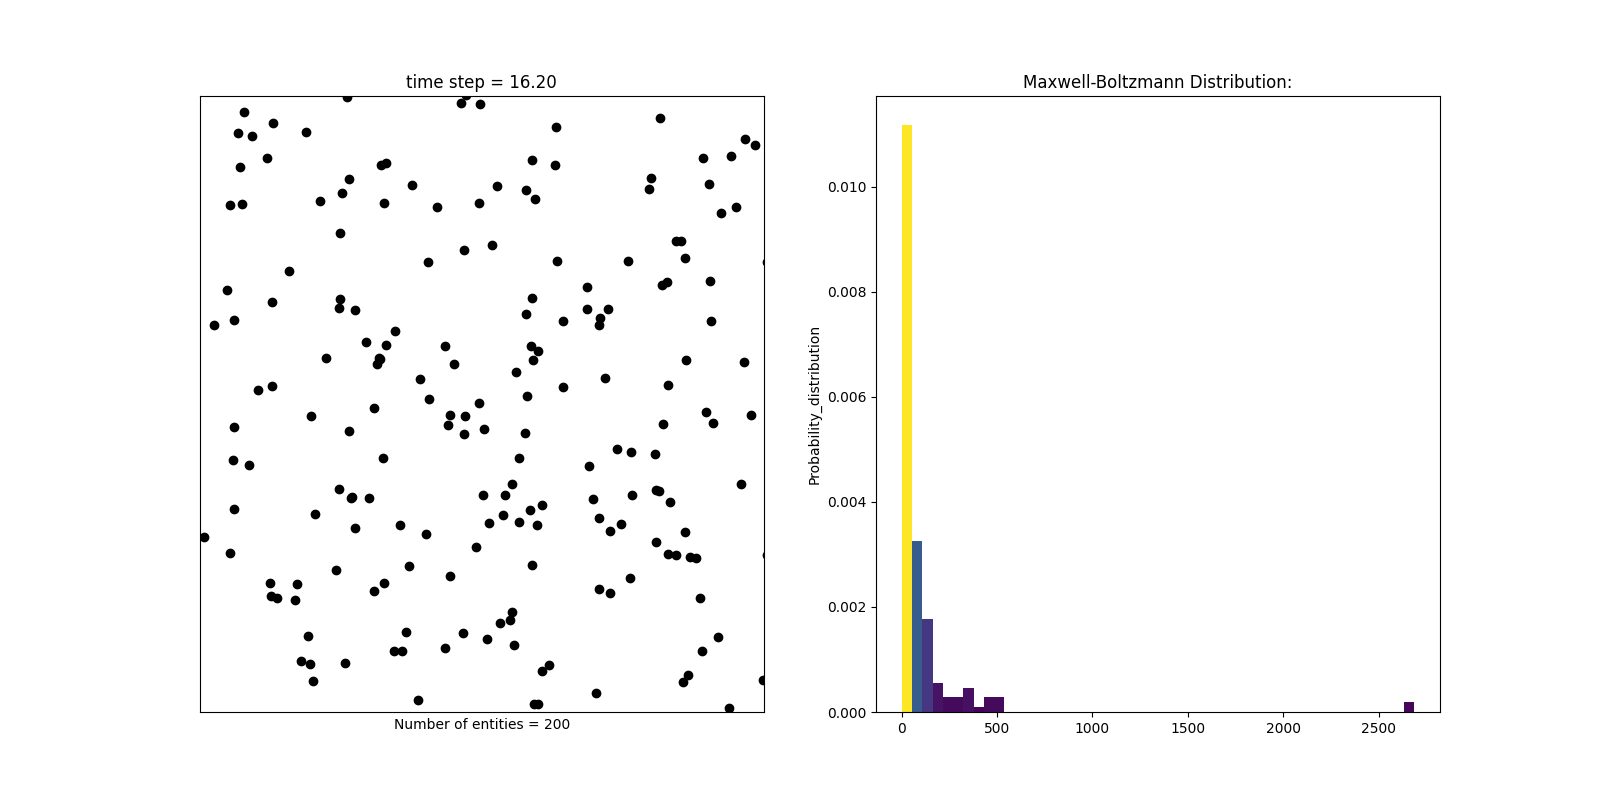 time step = 16.20
Number of entities = 200
Maxwell-Boltzmann Distribution:
Probability_distribution
0.010
0.008
0.006
0.004
0.002
0.000
0 500 1000 1500 2000 2500